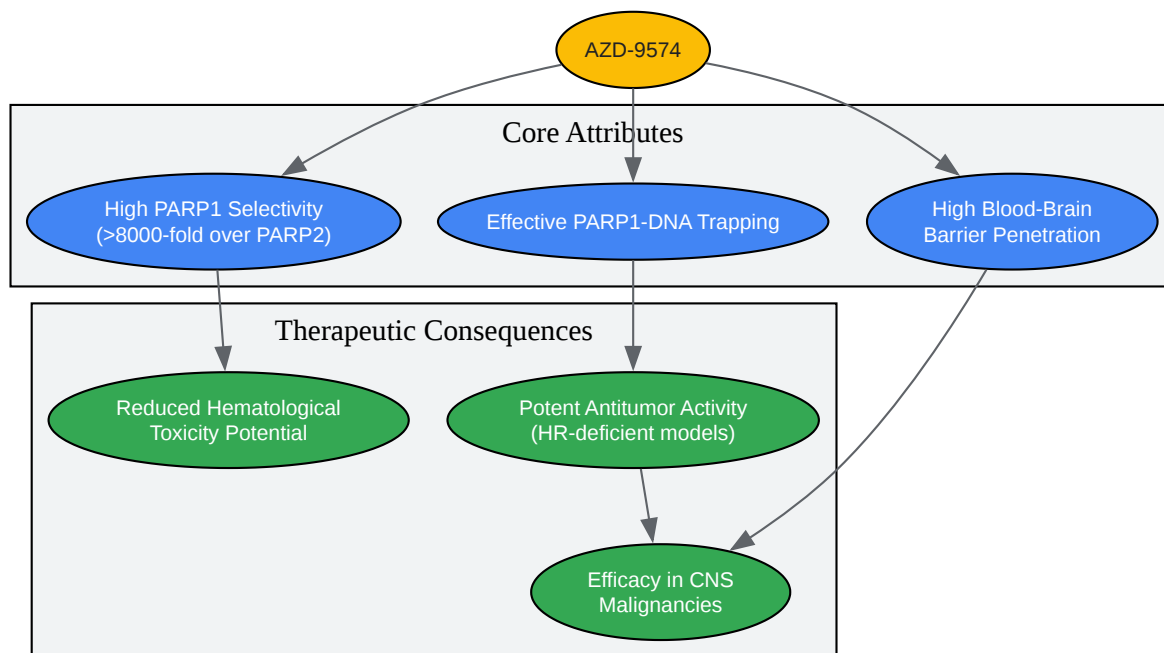 AZD-9574
Core Attributes
High PARP1 Selectivity
(>8000-fold over PARP2)
Effective PARP1-DNA Trapping
High Blood-Brain
Barrier Penetration
Therapeutic Consequences
Reduced Hematological
Toxicity Potential
Potent Antitumor Activity
(HR-deficient models)
Efficacy in CNS
Malignancies